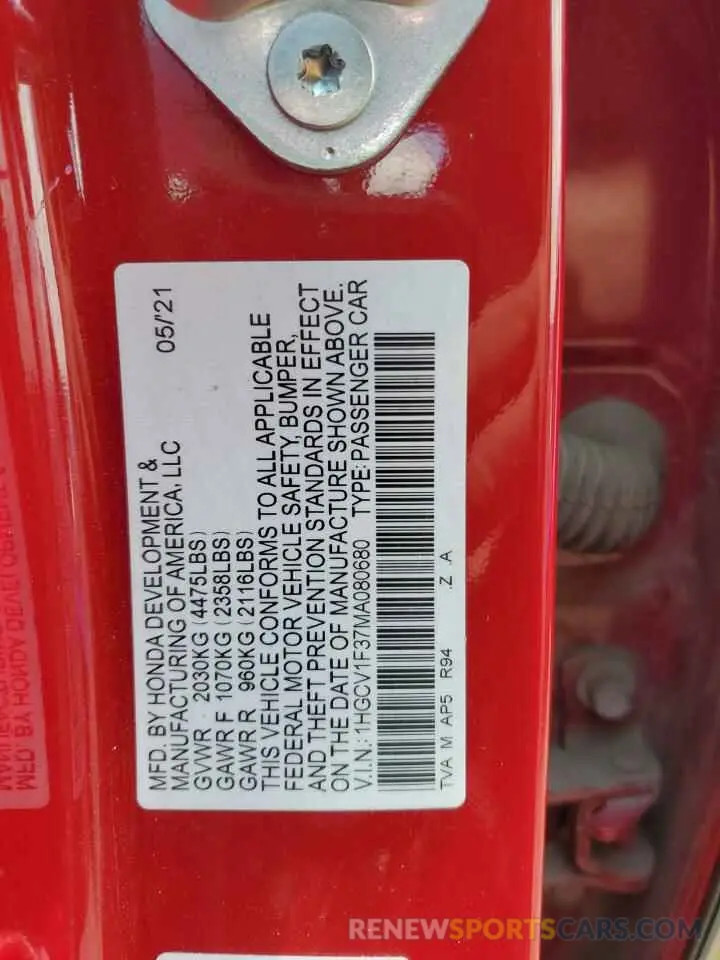 MFD. BY HONDA DEVELOPMENT &
MANUFACTURING OF AMERICA, LLC 05/'21
GVWR 2030KG (4475LBS)
GAWR F 1070KG (2358LBS)
GAWR R 960KG (2116LBS)
THIS VEHICLE CONFORMS TO ALL APPLICABLE
FEDERAL MOTOR VEHICLE SAFETY, BUMPER,
AND THEFT PREVENTION STANDARDS IN EFFECT
ON THE DATE OF MANUFACTURE SHOWN ABOVE.
V.I.N.: 1HGCV1F37MA080680 TYPE: PASSENGER CAR
TVA M AP5 R94 .Z A
RENEWSPORTSCARS.COM